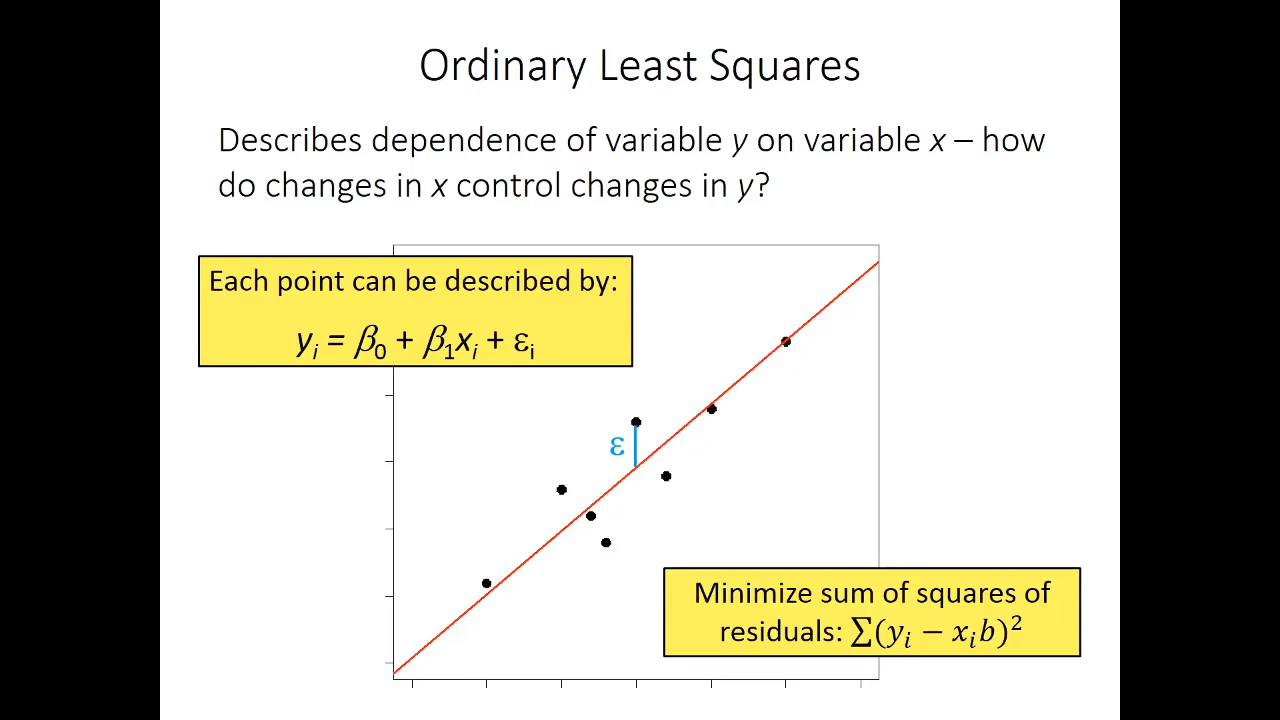 Ordinary Least Squares
Describes dependence of variable y on variable x – how
do changes in x control changes in y?
Each point can be described by:
yᵢ = β₀ + β₁xᵢ + εᵢ
ε
Minimize sum of squares of
residuals: ∑(yᵢ − xᵢb)²